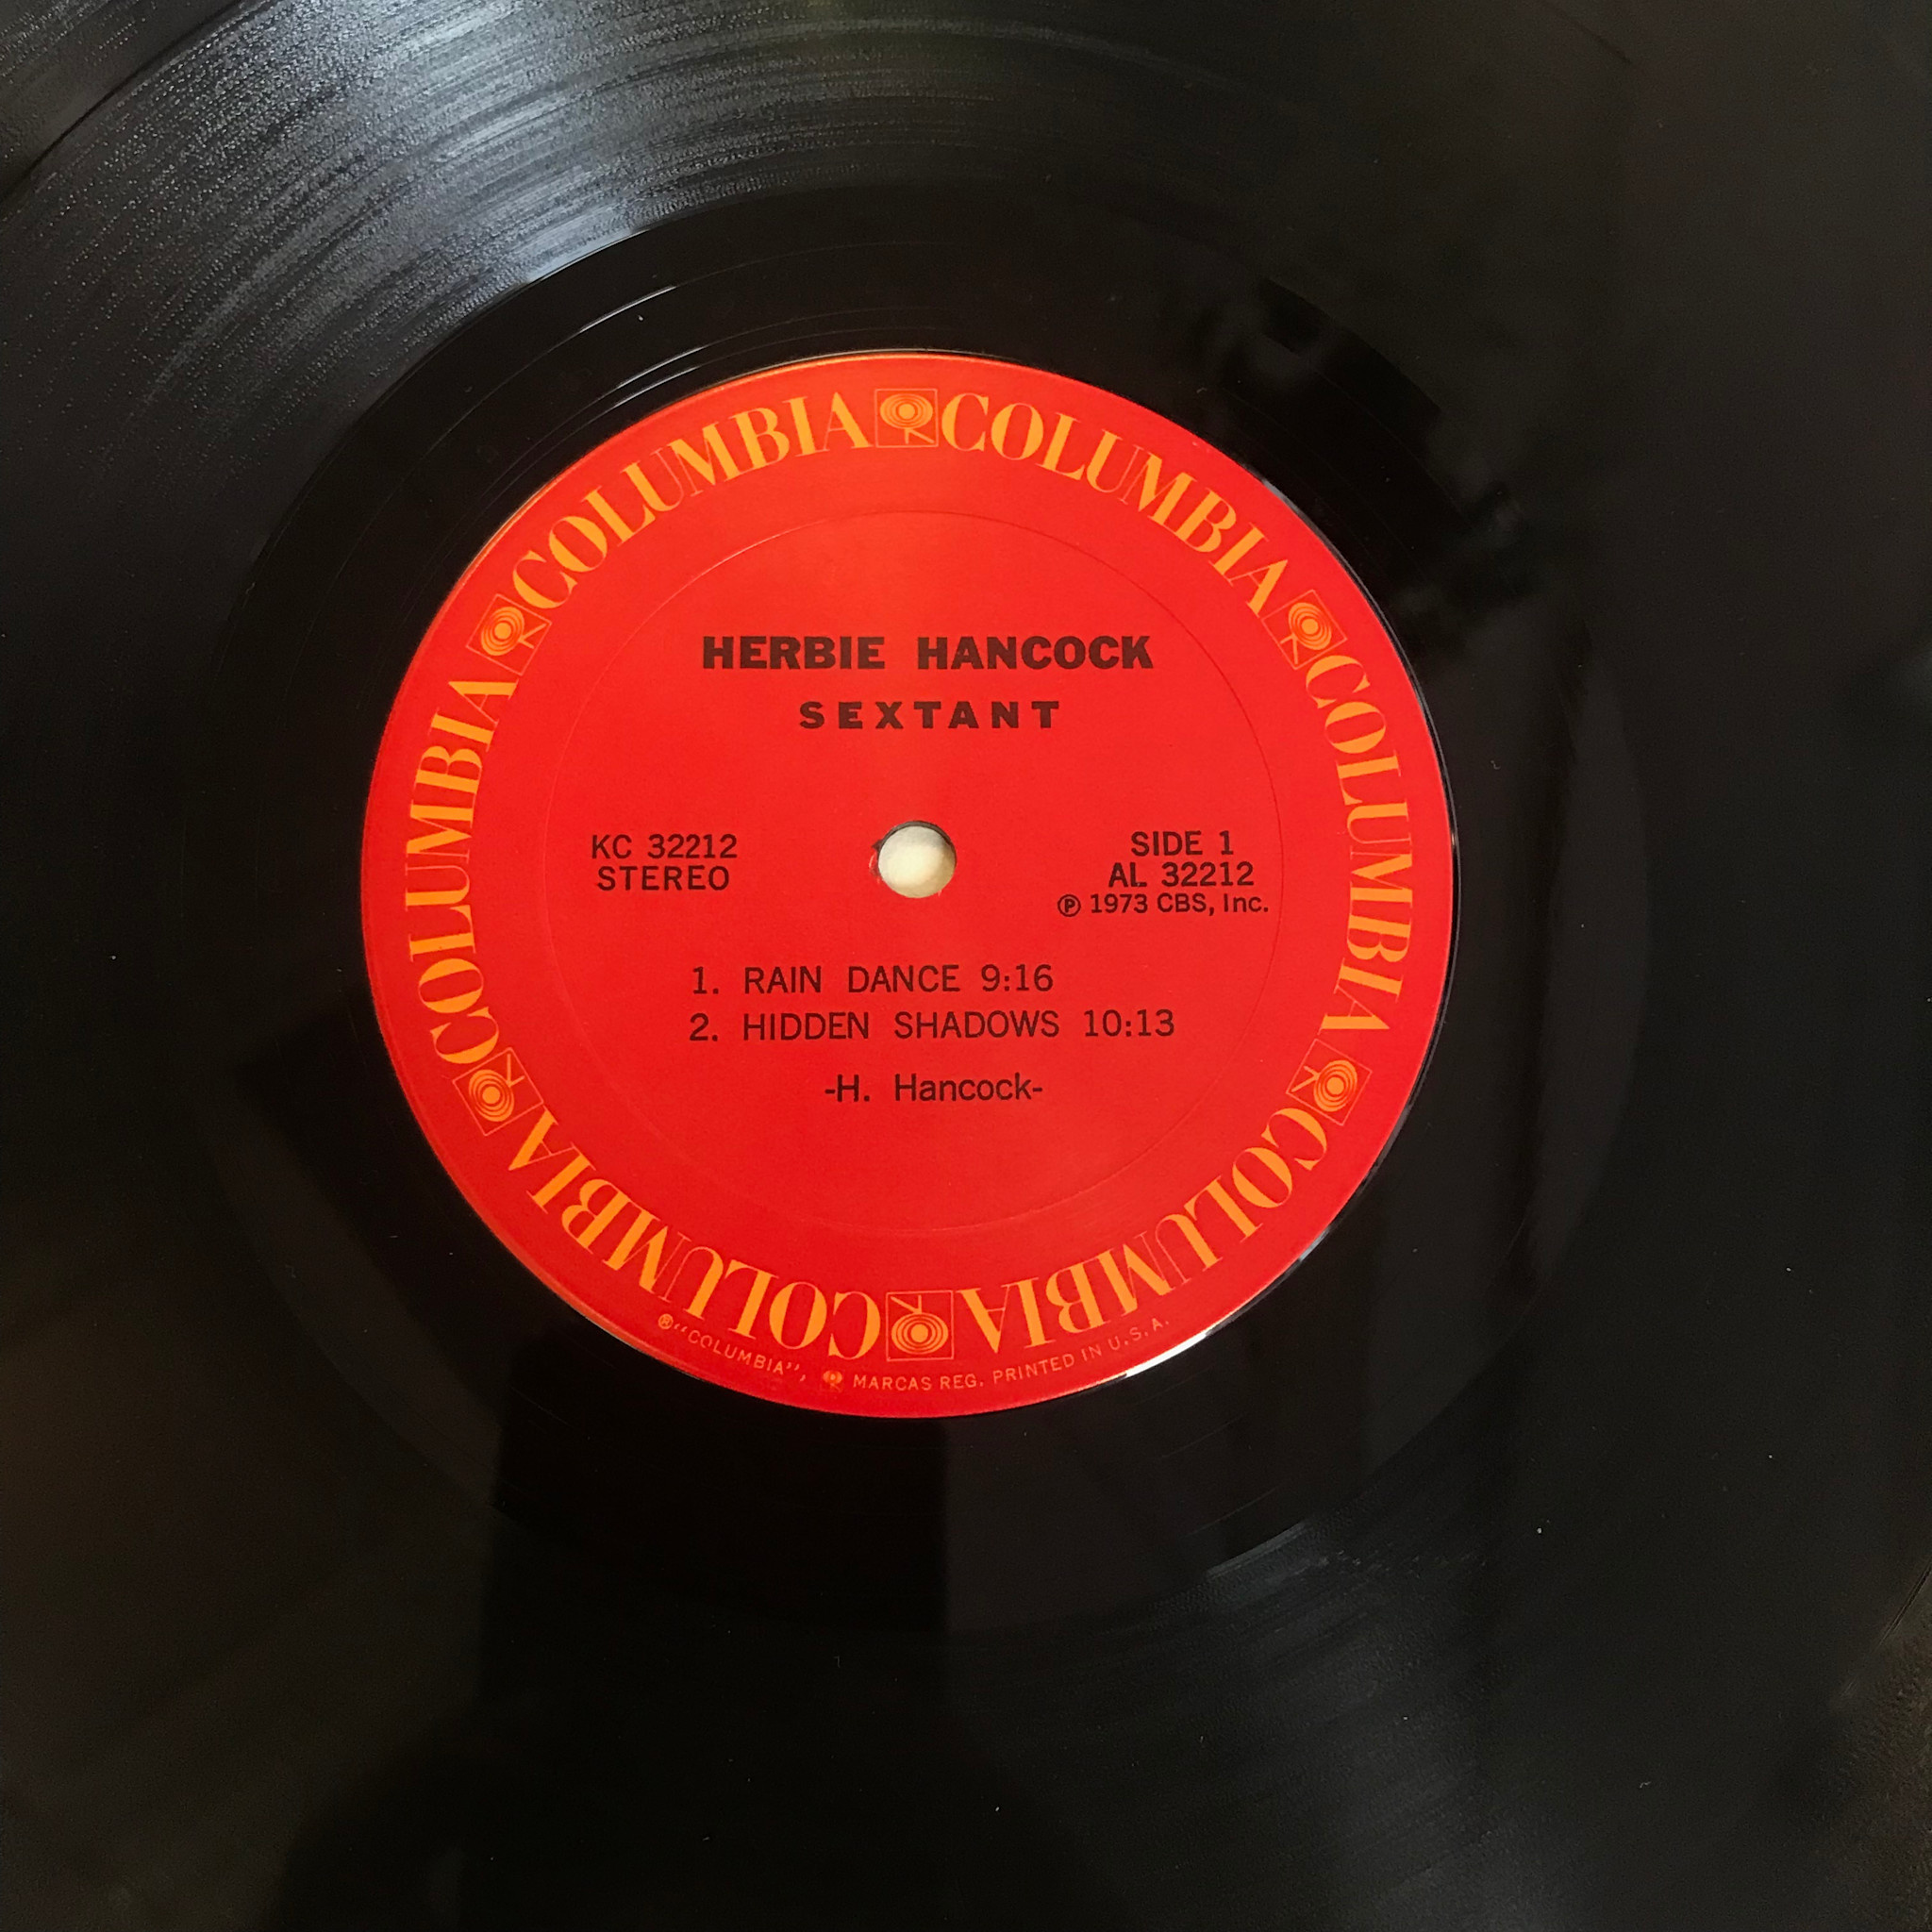 COLUMBIA COLUMBIA COLUMBIA COLUMBIA COLUMBIA COLUMBIA
HERBIE HANCOCK
SEXTANT
KC 32212
STEREO
SIDE 1
AL 32212
Ⓟ 1973 CBS, Inc.
1. RAIN DANCE 9:16
2. HIDDEN SHADOWS 10:13
-H. Hancock-
®"COLUMBIA", MARCAS REG. PRINTED IN U.S.A.